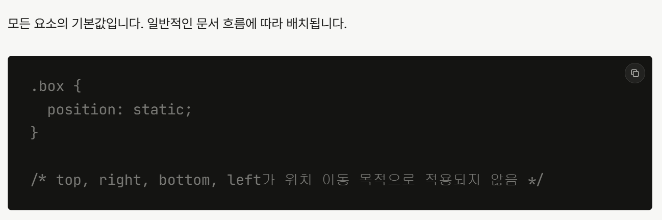 모든 요소의 기본값입니다. 일반적인 문서 흐름에 따라 배치됩니다.
.box {
  position: static;
}
/* top, right, bottom, left가 위치 이동 목적으로 적용되지 않음 */